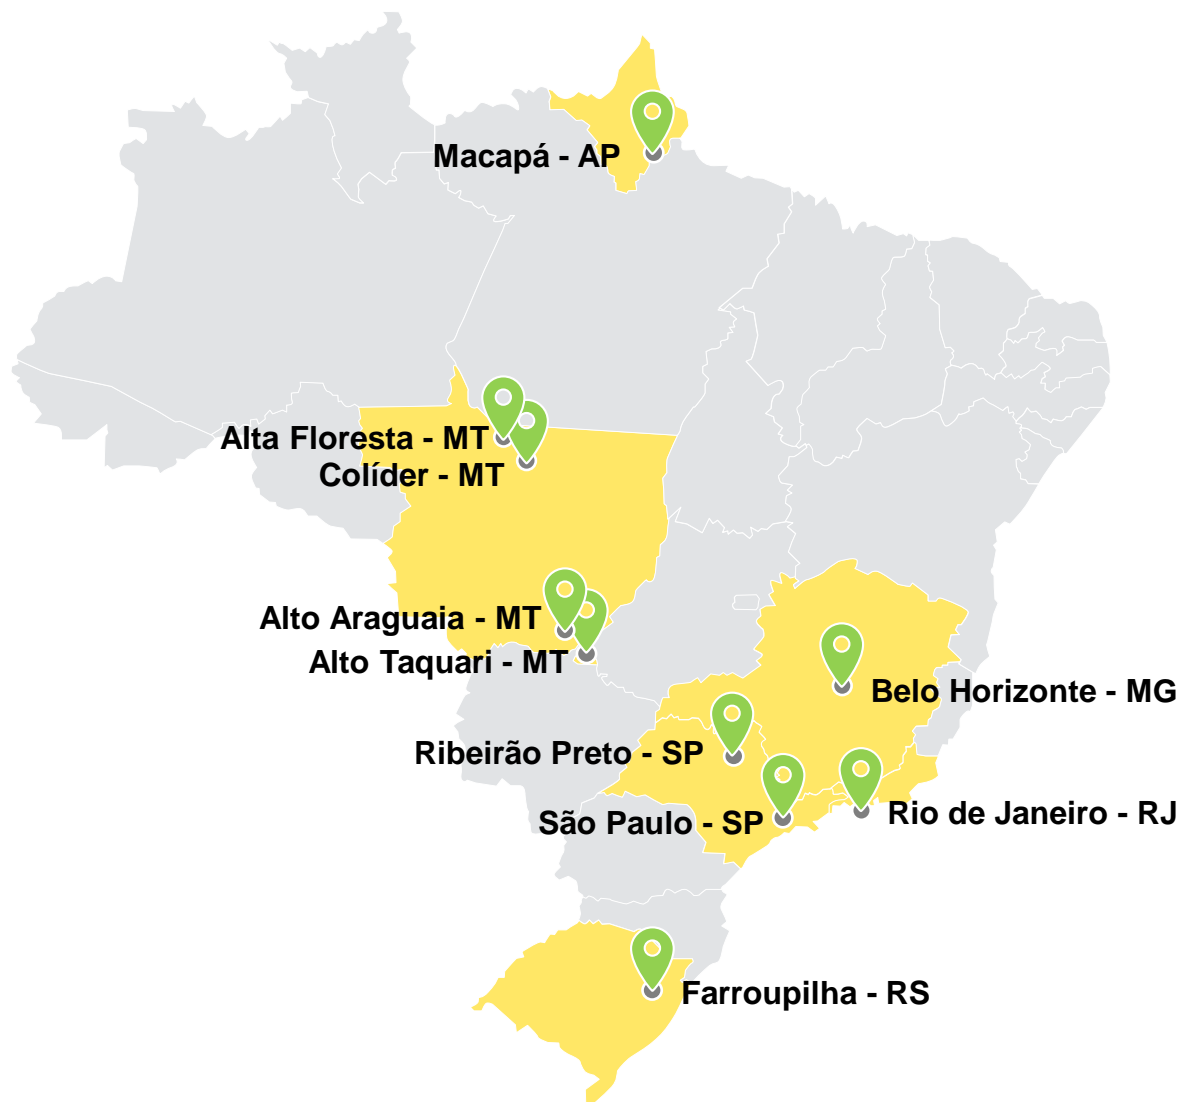 Macapá - AP
Alta Floresta - MT
Colíder - MT
Alto Araguaia - MT
Alto Taquari - MT
Belo Horizonte - MG
Ribeirão Preto - SP
São Paulo - SP
Rio de Janeiro - RJ
Farroupilha - RS